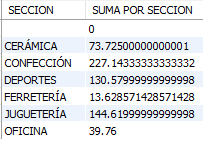 SECCION SUMA POR SECCION
0
CERÁMICA 73.72500000000001
CONFECCIÓN 227.14333333333332
DEPORTES 130.57999999999998
FERRETERÍA 13.628571428571428
JUGUETERÍA 144.61999999999998
OFICINA 39.76